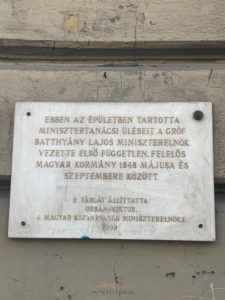 EBBEN AZ ÉPÜLETBEN TARTOTTA
MINISZTERTANÁCSI ÜLÉSEIT A GRÓF
BATTHYÁNY LAJOS MINISZTERELNÖK
VEZETTE ELSŐ FÜGGETLEN, FELELŐS
MAGYAR KORMÁNY 1848 MÁJUSA ÉS
SZEPTEMBERE KÖZÖTT.
E TÁBLÁT ÁLLÍTTATTA
ORBÁN VIKTOR,
A MAGYAR KÖZTÁRSASÁG MINISZTERELNÖKE.
1999